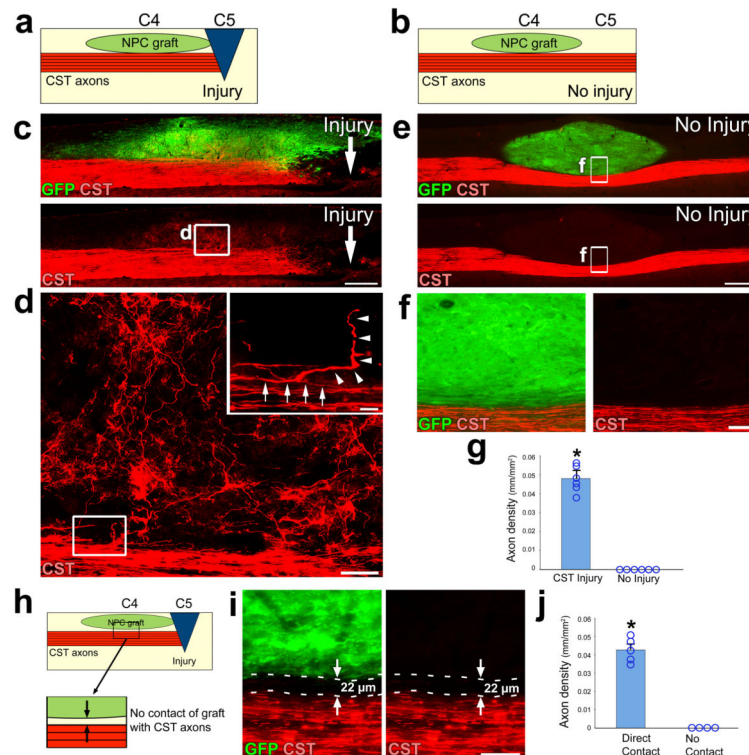 a
C4 C5
NPC graft
CST axons
Injury
b
C4 C5
NPC graft
CST axons
No injury
c
Injury
GFP CST
Injury
d
CST
e
No Injury
f
GFP CST
No Injury
f
CST
d
CST
f
GFP CST
CST
g
Axon density (mm/mm²)
0.06
0.05
0.04
0.03
0.02
0.01
0
*
CST Injury No Injury
h
C4 C5
NPC graft
CST axons
Injury
No contact of graft
with CST axons
i
22 µm
GFP CST
22 µm
CST
j
Axon density (mm/mm²)
0.06
0.05
0.04
0.03
0.02
0.01
0
*
Direct No
Contact Contact